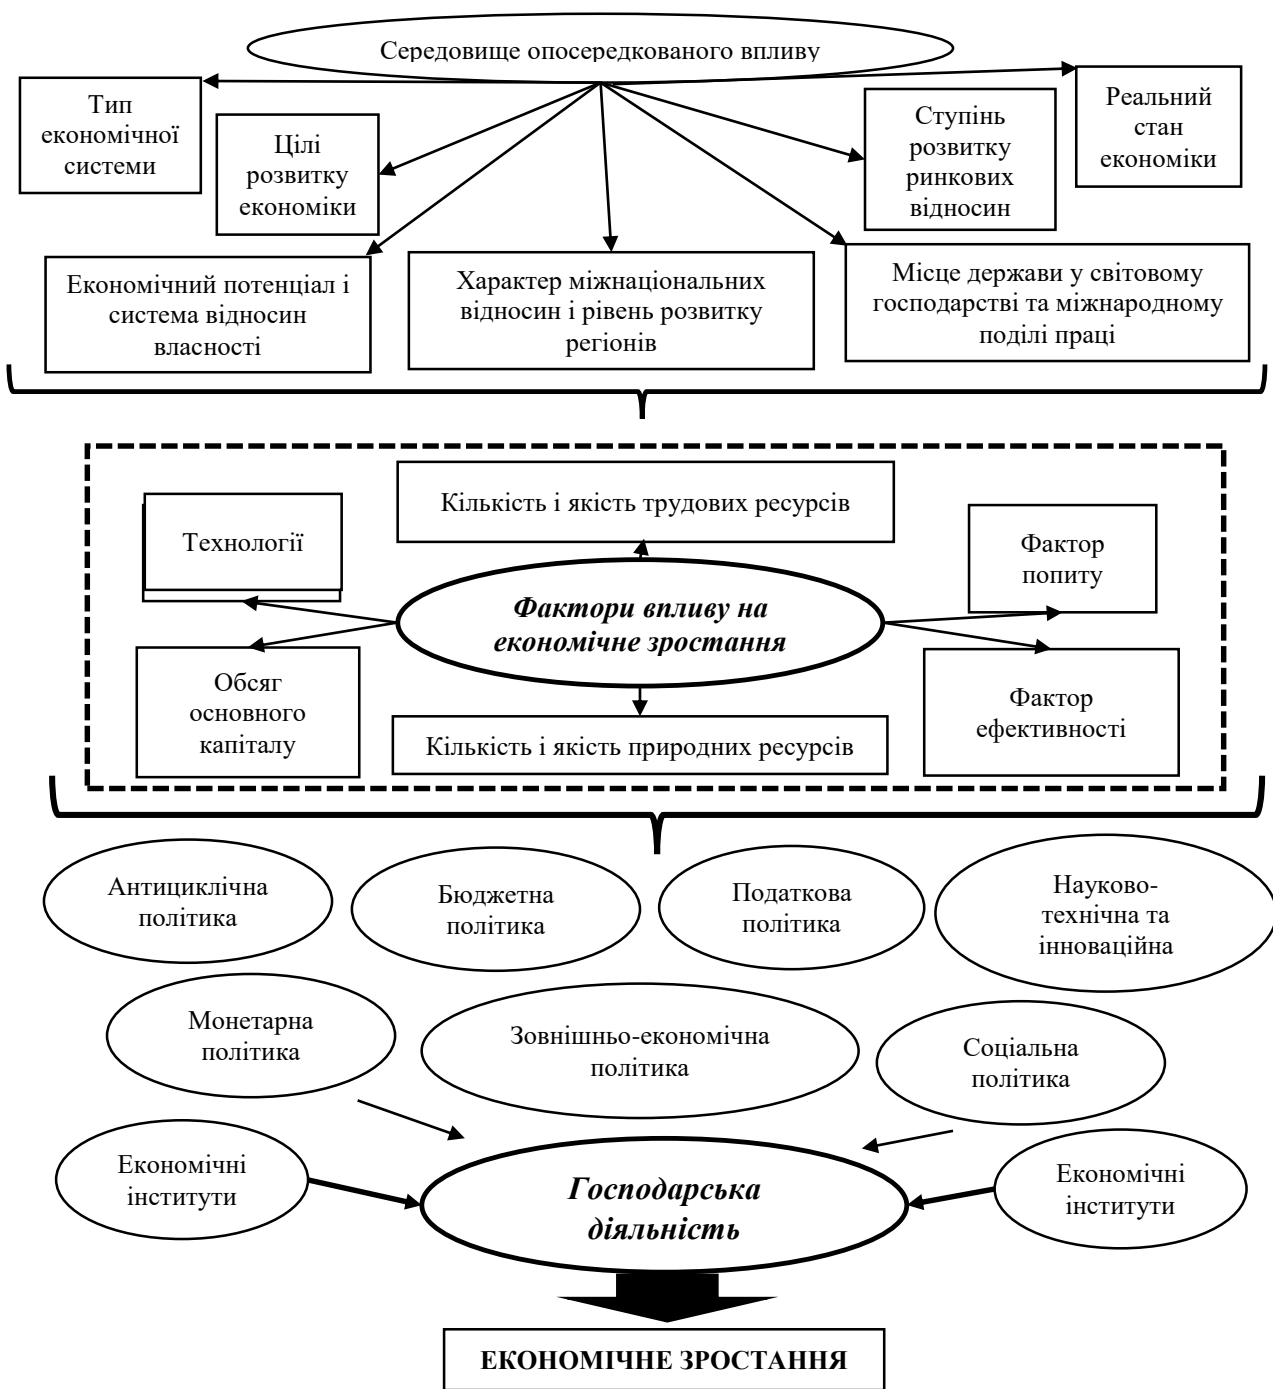 Середовище опосередкованого впливу
Тип
економічної
системи
Цілі
розвитку
економіки
Ступінь
розвитку
ринкових
відносин
Реальний
стан
економіки
Економічний потенціал і
система відносин
власності
Характер міжнаціональних
відносин і рівень розвитку
регіонів
Місце держави у світовому
господарстві та міжнародному
поділі праці
Кількість і якість трудових ресурсів
Технології
Фактор
попиту
Фактори впливу на
економічне зростання
Обсяг
основного
капіталу
Фактор
ефективності
Кількість і якість природних ресурсів
Антициклічна
політика
Бюджетна
політика
Податкова
політика
Науково-
технічна та
інноваційна
Монетарна
політика
Зовнішньо-економічна
політика
Соціальна
політика
Економічні
інститути
Господарська
діяльність
Економічні
інститути
ЕКОНОМІЧНЕ ЗРОСТАННЯ